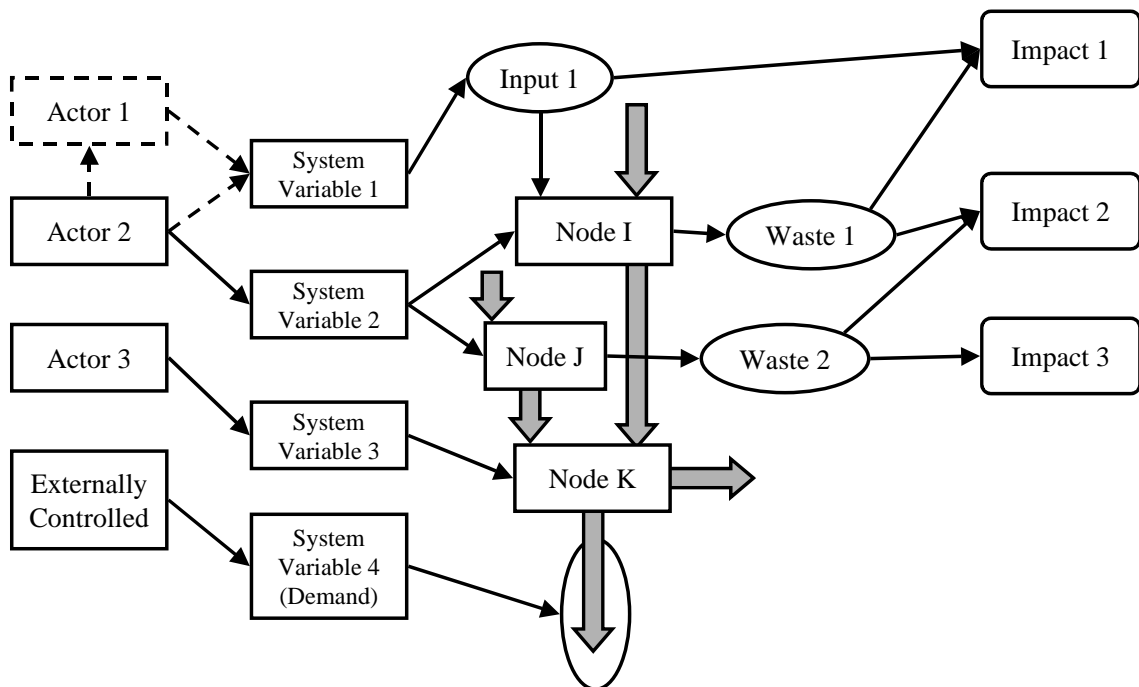 Impact 1
Input 1
Actor 1
System
Variable 1
Actor 2
Node I
Waste 1
Impact 2
System
Variable 2
Actor 3
Node J
Waste 2
Impact 3
System
Variable 3
Node K
Externally
Controlled
System
Variable 4
(Demand)